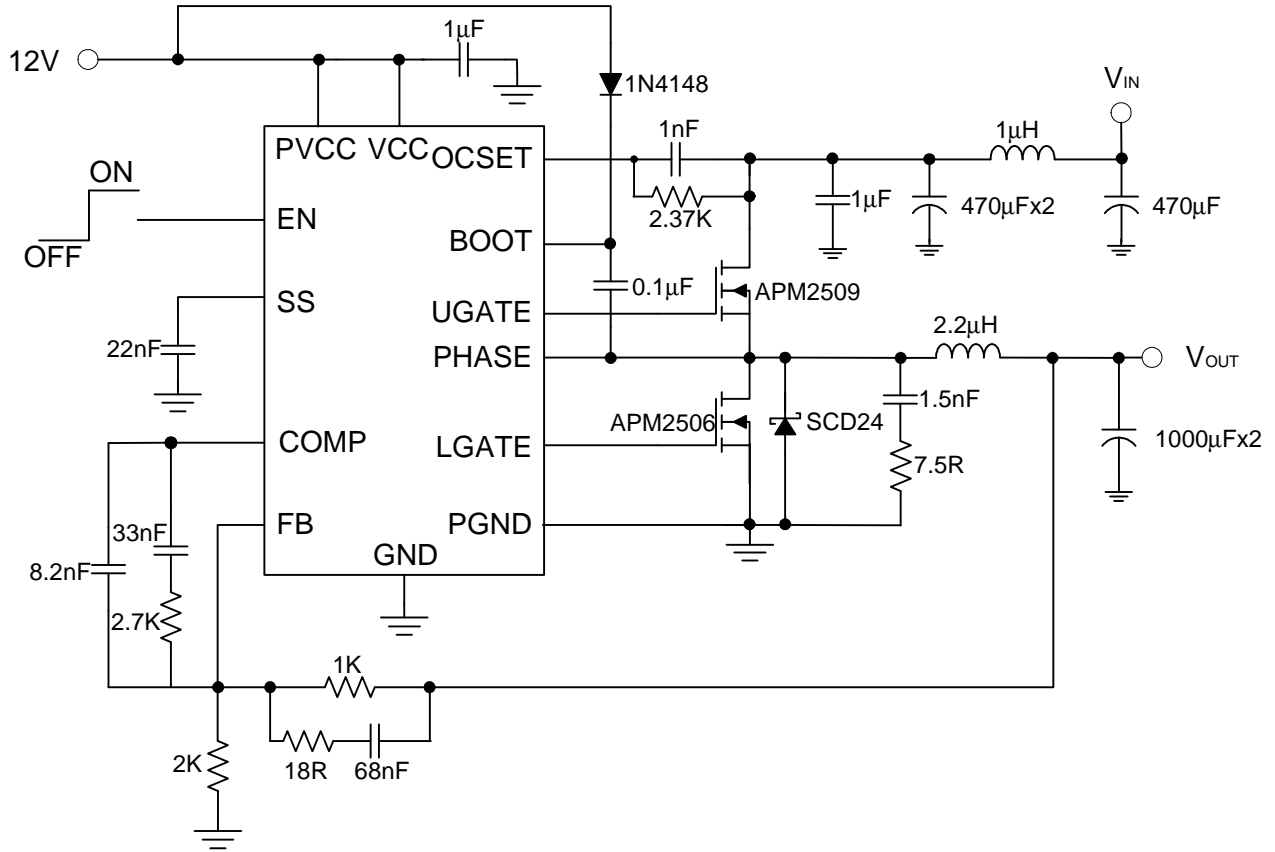 1µF
12V
1N4148
VIN
1nF
1µH
PVCC
VCC
OCSET
ON
2.37K
1µF
470µFx2
470µF
EN
OFF
BOOT
0.1µF
APM2509
SS
UGATE
2.2µH
22nF
PHASE
VOUT
1.5nF
APM2506
SCD24
COMP
LGATE
1000µFx2
7.5R
33nF
FB
PGND
GND
8.2nF
2.7K
1K
2K
18R
68nF